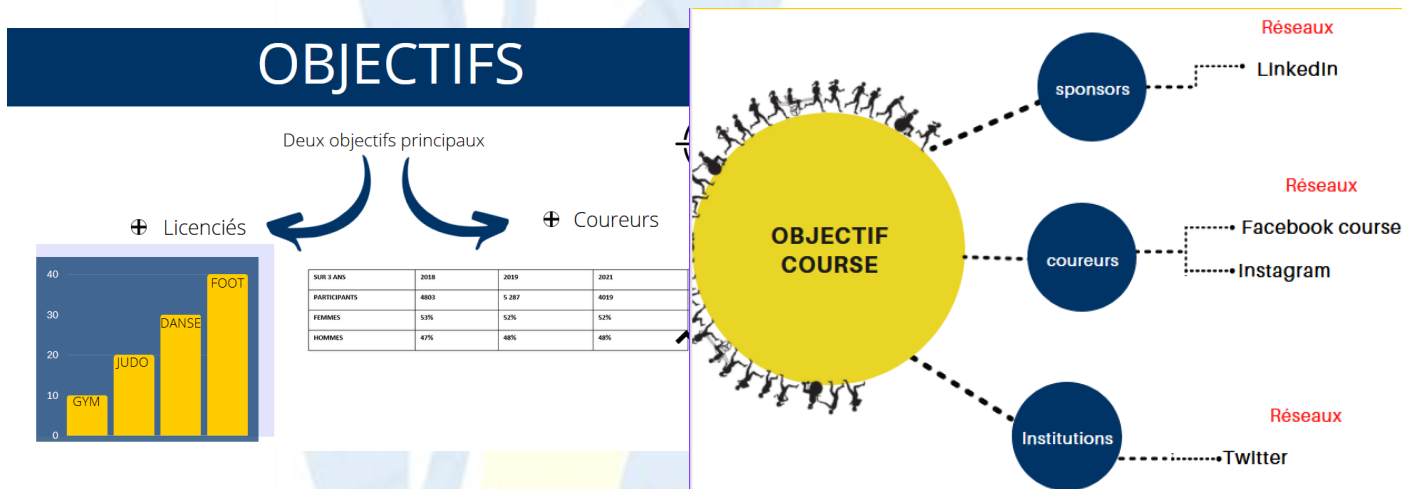 OBJECTIFS
Deux objectifs principaux
Licenciés
Coureurs
40
30
20
10
0
GYM
JUDO
DANSE
FOOT
SUR 3 ANS 2018 2019 2021
PARTICIPANTS 4803 5 287 4019
FEMMES 53% 52% 52%
HOMMES 47% 48% 48%
OBJECTIF
COURSE
sponsors
Réseaux
LinkedIn
coureurs
Réseaux
Facebook course
Instagram
Institutions
Réseaux
Twitter